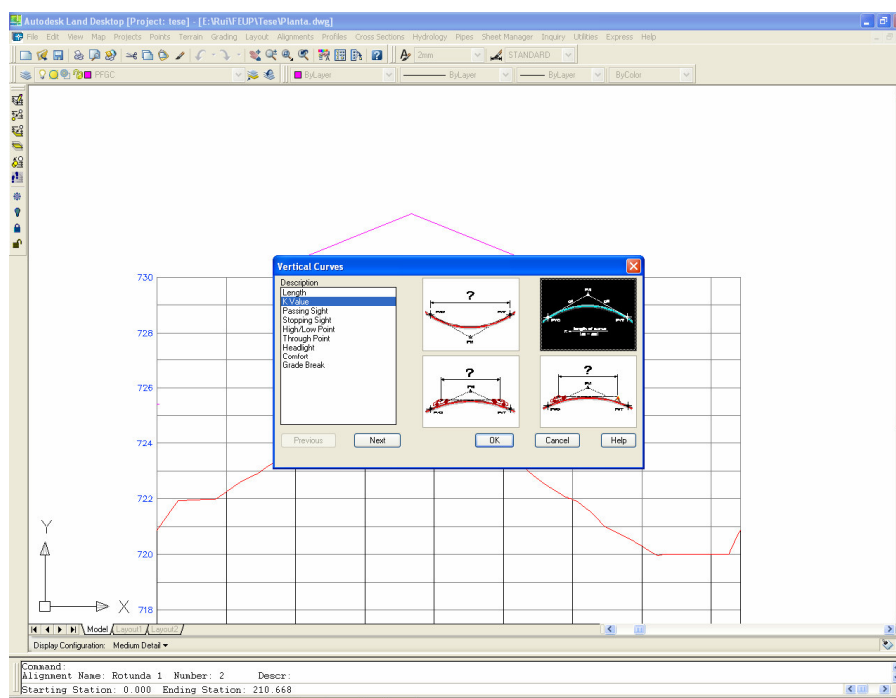 Autodesk Land Desktop [Project: tese] - [E:\Rui\FEUP\Tese\Planta.dwg]
File Edit View Map Projects Points Terrain Grading Layout Alignments Profiles Cross Sections Hydrology Pipes Sheet Manager Inquiry Utilities Express Help
2mm STANDARD
PFGC ByLayer ByLayer ByLayer ByColor
Vertical Curves
Description
Length
K Value
Passing Sight
Stopping Sight
High/Low Point
Through Point
Headlight
Comfort
Grade Break
?
?
?
length of curve
Previous Next OK Cancel Help
730
728
726
724
722
720
718
Y
X
Model Layout1 Layout2
Display Configuration: Medium Detail
Command:
Alignment Name: Rotunda 1 Number: 2 Descr:
Starting Station: 0.000 Ending Station: 210.668